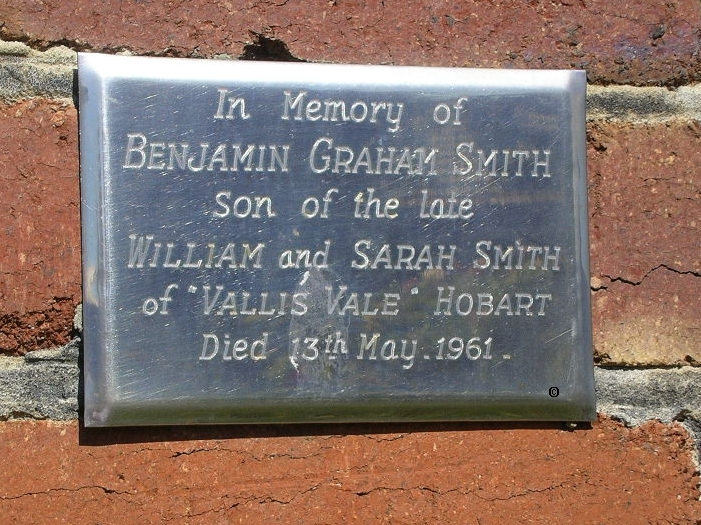 In Memory of
BENJAMIN GRAHAM SMITH
Son of the late
WILLIAM and SARAH SMITH
of "VALLIS VALE" HOBART
Died 13th May. 1961.
©